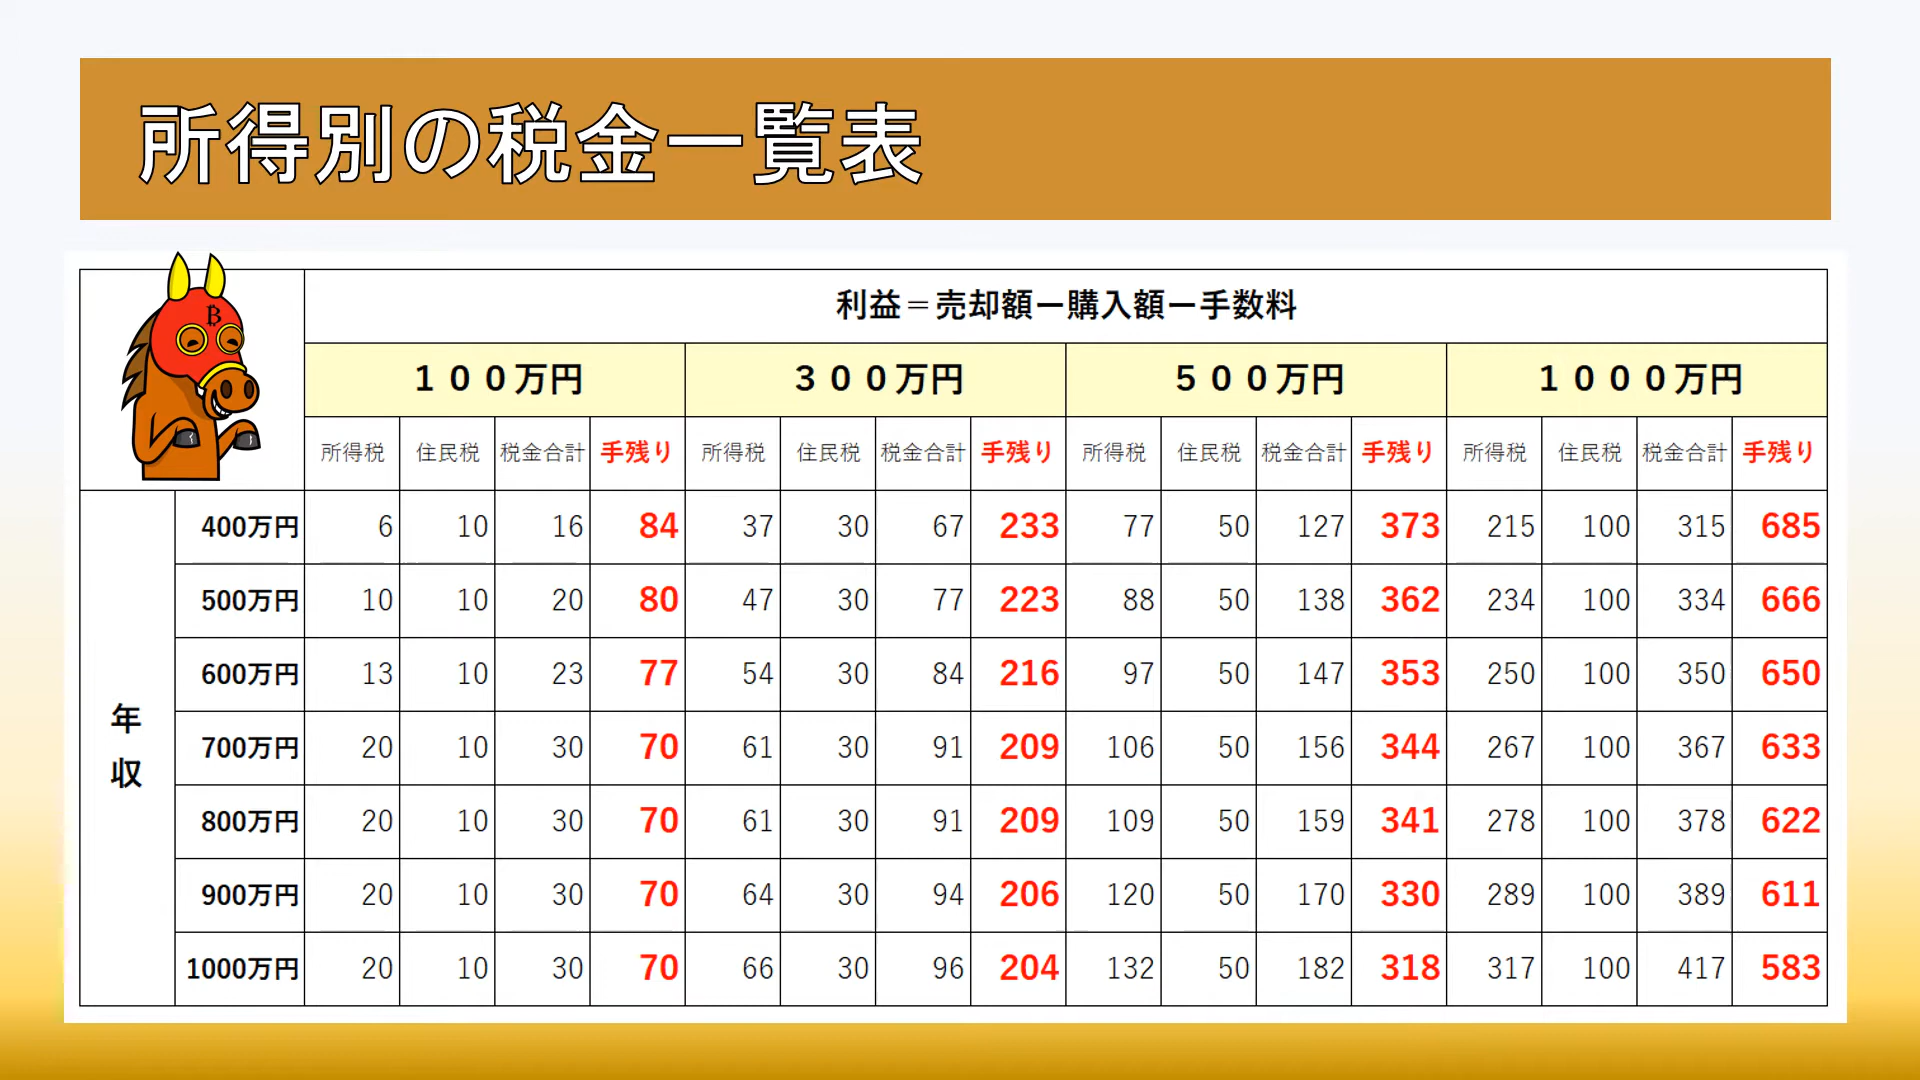 所得別の税金一覧表
₿
利益＝売却額ー購入額ー手数料
１００万円 ３００万円 ５００万円 １０００万円
所得税 住民税 税金合計 手残り 所得税 住民税 税金合計 手残り 所得税 住民税 税金合計 手残り 所得税 住民税 税金合計 手残り
年収
400万円 6 10 16 84 37 30 67 233 77 50 127 373 215 100 315 685
500万円 10 10 20 80 47 30 77 223 88 50 138 362 234 100 334 666
600万円 13 10 23 77 54 30 84 216 97 50 147 353 250 100 350 650
700万円 20 10 30 70 61 30 91 209 106 50 156 344 267 100 367 633
800万円 20 10 30 70 61 30 91 209 109 50 159 341 278 100 378 622
900万円 20 10 30 70 64 30 94 206 120 50 170 330 289 100 389 611
1000万円 20 10 30 70 66 30 96 204 132 50 182 318 317 100 417 583